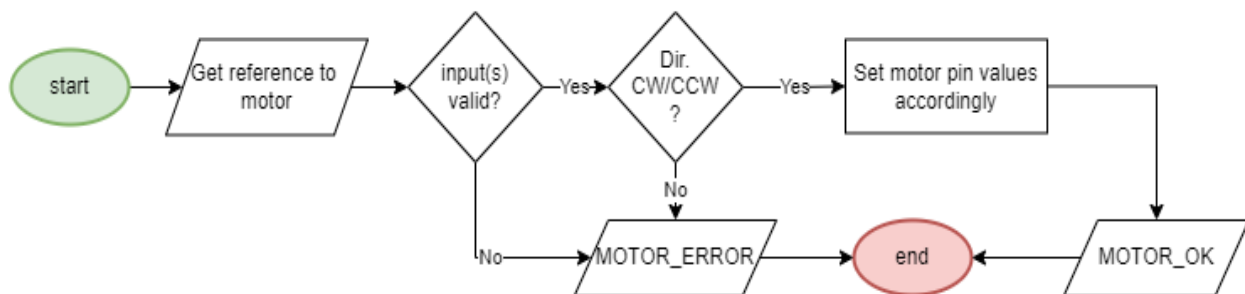 start
Get reference to
motor
input(s)
valid?
Yes
Dir.
CW/CCW
?
Yes
Set motor pin values
accordingly
No
No
MOTOR_ERROR
end
MOTOR_OK